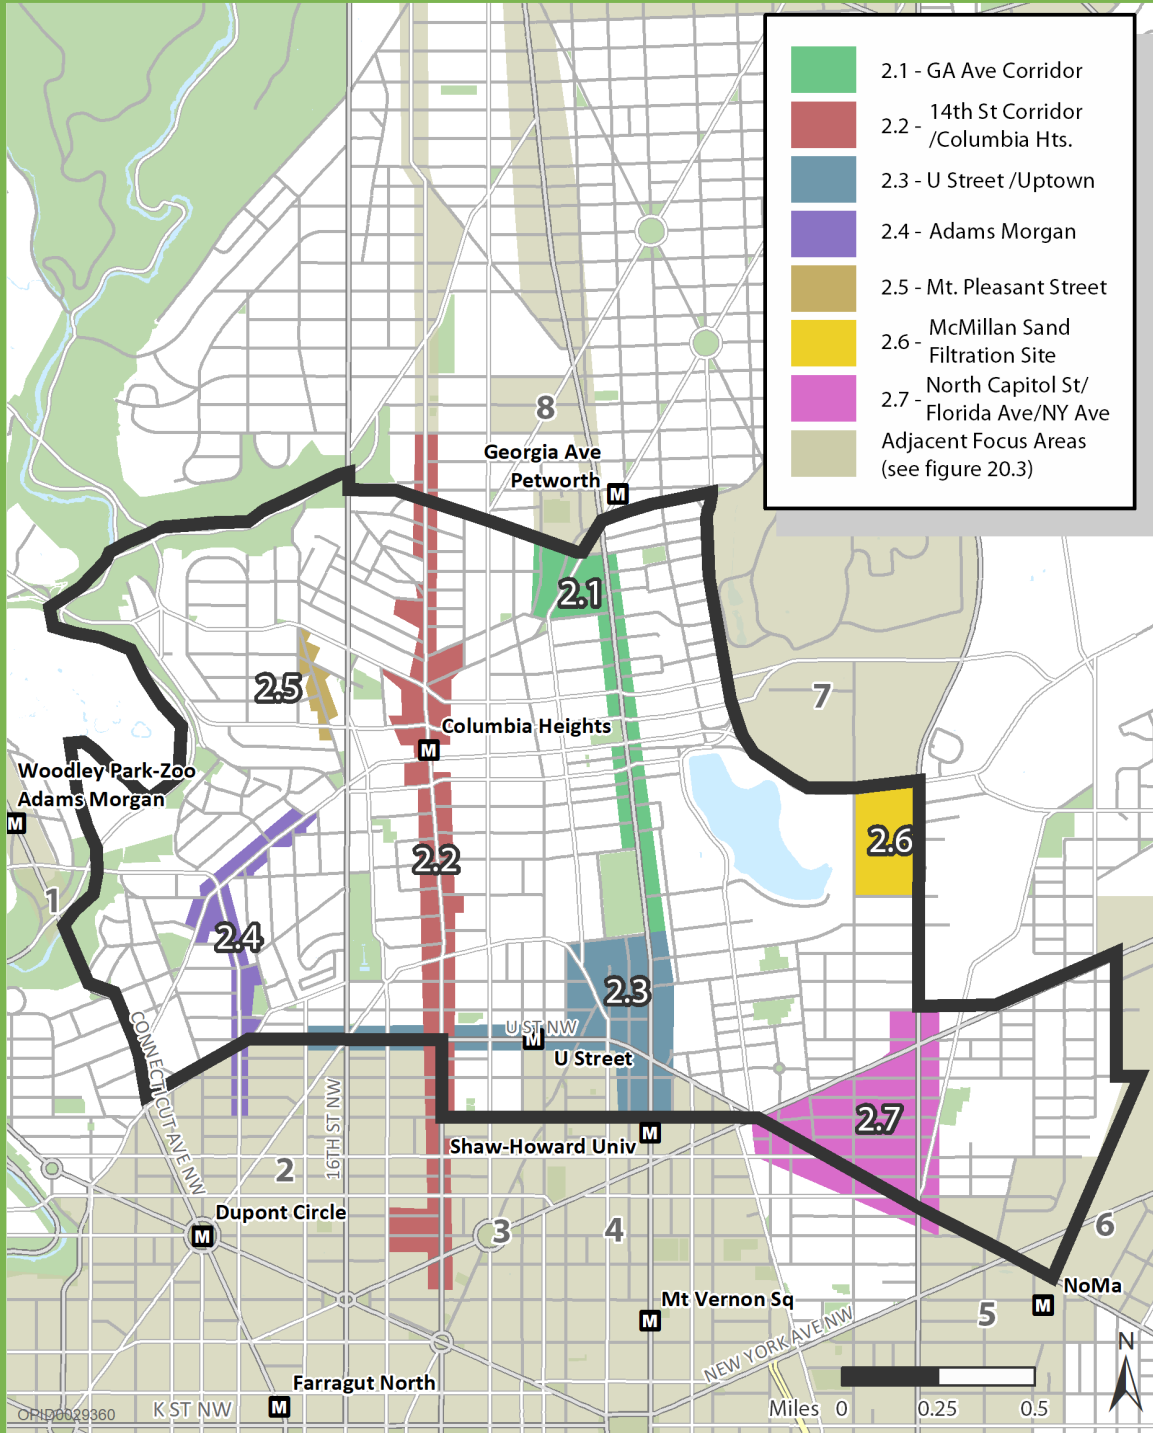 2.1 - GA Ave Corridor
2.2 - 14th St Corridor
/Columbia Hts.
2.3 - U Street /Uptown
2.4 - Adams Morgan
2.5 - Mt. Pleasant Street
2.6 - McMillan Sand
Filtration Site
2.7 - North Capitol St/
Florida Ave/NY Ave
Adjacent Focus Areas
(see figure 20.3)
8
Georgia Ave
Petworth
M
2.1
2.5
7
Columbia Heights
M
Woodley Park-Zoo
Adams Morgan
M
2.6
2.2
1
2.4
2.3
U ST NW
M
U Street
CONNECTICUT AVE NW
16TH ST NW
2.7
Shaw-Howard Univ
M
2
Dupont Circle
M
3
4
6
NoMa
M
5
Mt Vernon Sq
M
NEW YORK AVE NW
N
Farragut North
M
K ST NW
OPID0029360
Miles 0 0.25 0.5